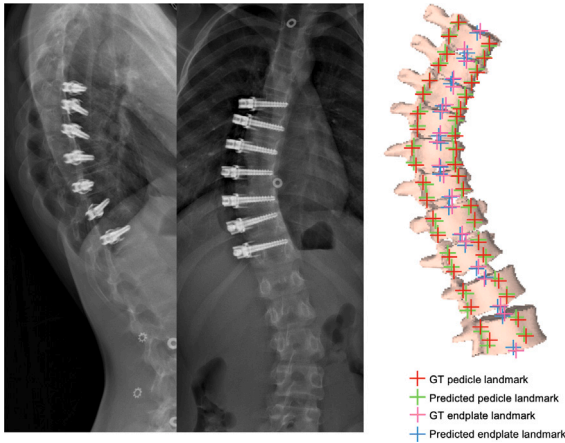 GT pedicle landmark
Predicted pedicle landmark
GT endplate landmark
Predicted endplate landmark